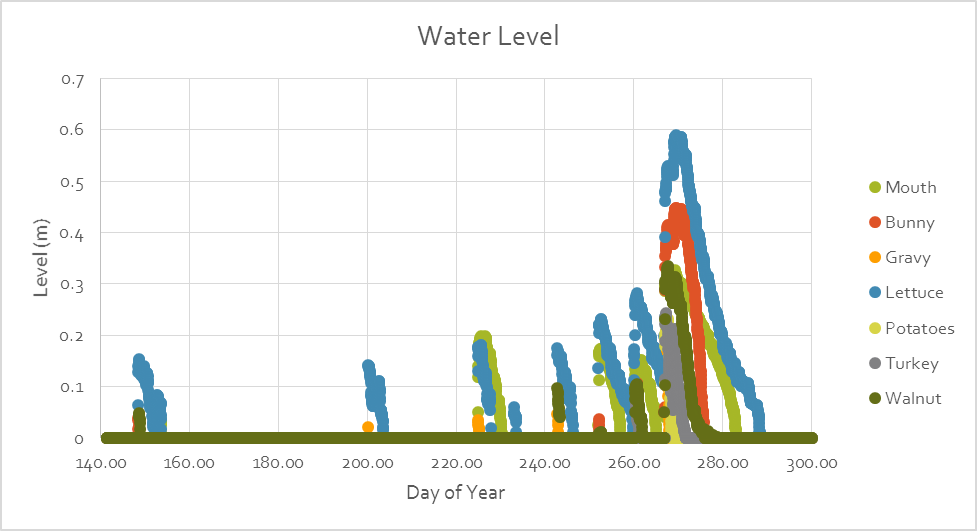 Water Level
0.7
0.6
0.5
0.4
0.3
0.2
0.1
0
Level (m)
140.00 160.00 180.00 200.00 220.00 240.00 260.00 280.00 300.00
Day of Year
Mouth
Bunny
Gravy
Lettuce
Potatoes
Turkey
Walnut